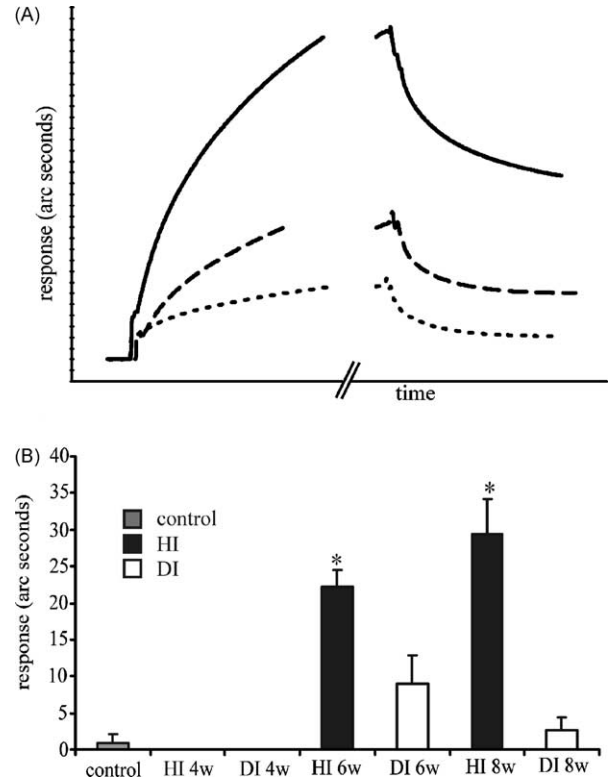 (A)
response (arc seconds)
time
(B)
response (arc seconds)
40
35
30
25
20
15
10
5
0
control
HI
DI
*
*
control HI 4w DI 4w HI 6w DI 6w HI 8w DI 8w